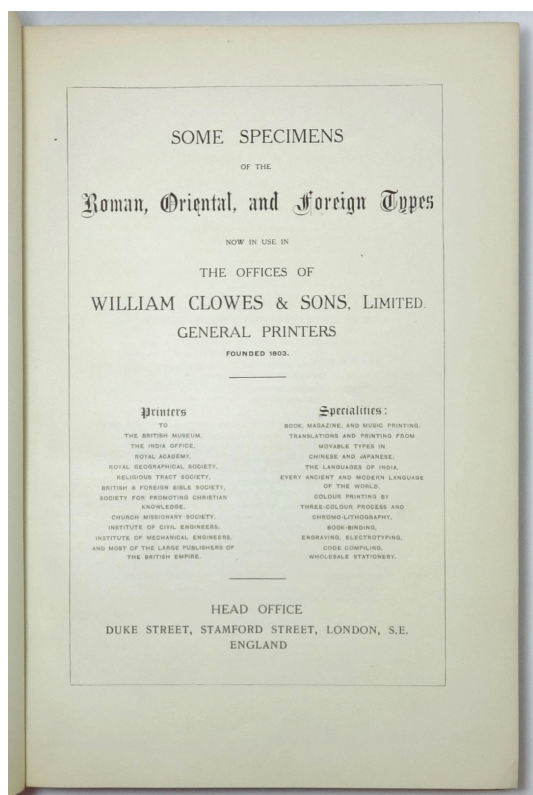 SOME SPECIMENS
OF THE
Roman, Oriental, and Foreign Types
NOW IN USE IN
THE OFFICES OF
WILLIAM CLOWES & SONS, LIMITED.
GENERAL PRINTERS
FOUNDED 1803.
Printers
TO
THE BRITISH MUSEUM,
THE INDIA OFFICE,
ROYAL ACADEMY,
ROYAL GEOGRAPHICAL SOCIETY,
RELIGIOUS TRACT SOCIETY,
BRITISH & FOREIGN BIBLE SOCIETY,
SOCIETY FOR PROMOTING CHRISTIAN
KNOWLEDGE,
CHURCH MISSIONARY SOCIETY,
INSTITUTE OF CIVIL ENGINEERS,
INSTITUTE OF MECHANICAL ENGINEERS,
AND MOST OF THE LARGE PUBLISHERS OF
THE BRITISH EMPIRE.
Specialities:
BOOK, MAGAZINE, AND MUSIC PRINTING.
TRANSLATIONS AND PRINTING FROM
MOVABLE TYPES IN
CHINESE AND JAPANESE,
THE LANGUAGES OF INDIA,
EVERY ANCIENT AND MODERN LANGUAGE
OF THE WORLD.
COLOUR PRINTING BY
THREE-COLOUR PROCESS AND
CHROMO-LITHOGRAPHY,
BOOK-BINDING,
ENGRAVING, ELECTROTYPING,
CODE COMPILING,
WHOLESALE STATIONERY.
HEAD OFFICE
DUKE STREET, STAMFORD STREET, LONDON, S.E.
ENGLAND